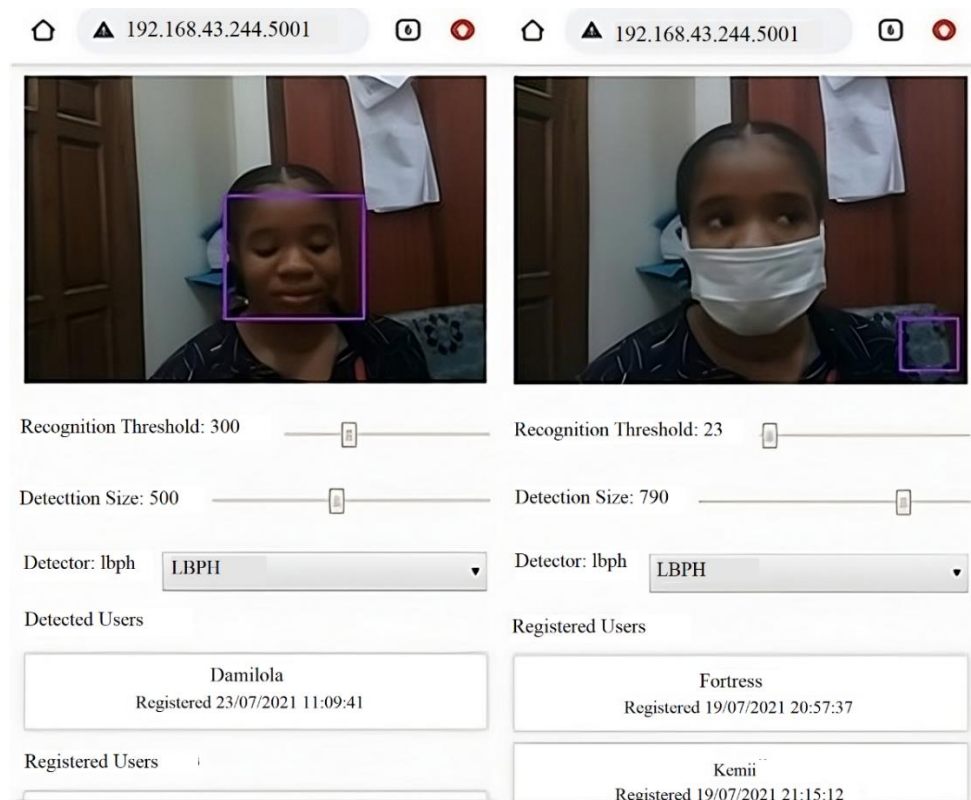 192.168.43.244.5001
Recognition Threshold: 300
Detecttion Size: 500
Detector: lbph
LBPH
Detected Users
Damilola
Registered 23/07/2021 11:09:41
Registered Users
192.168.43.244.5001
Recognition Threshold: 23
Detection Size: 790
Detector: lbph
LBPH
Registered Users
Fortress
Registered 19/07/2021 20:57:37
Kemii
Registered 19/07/2021 21:15:12